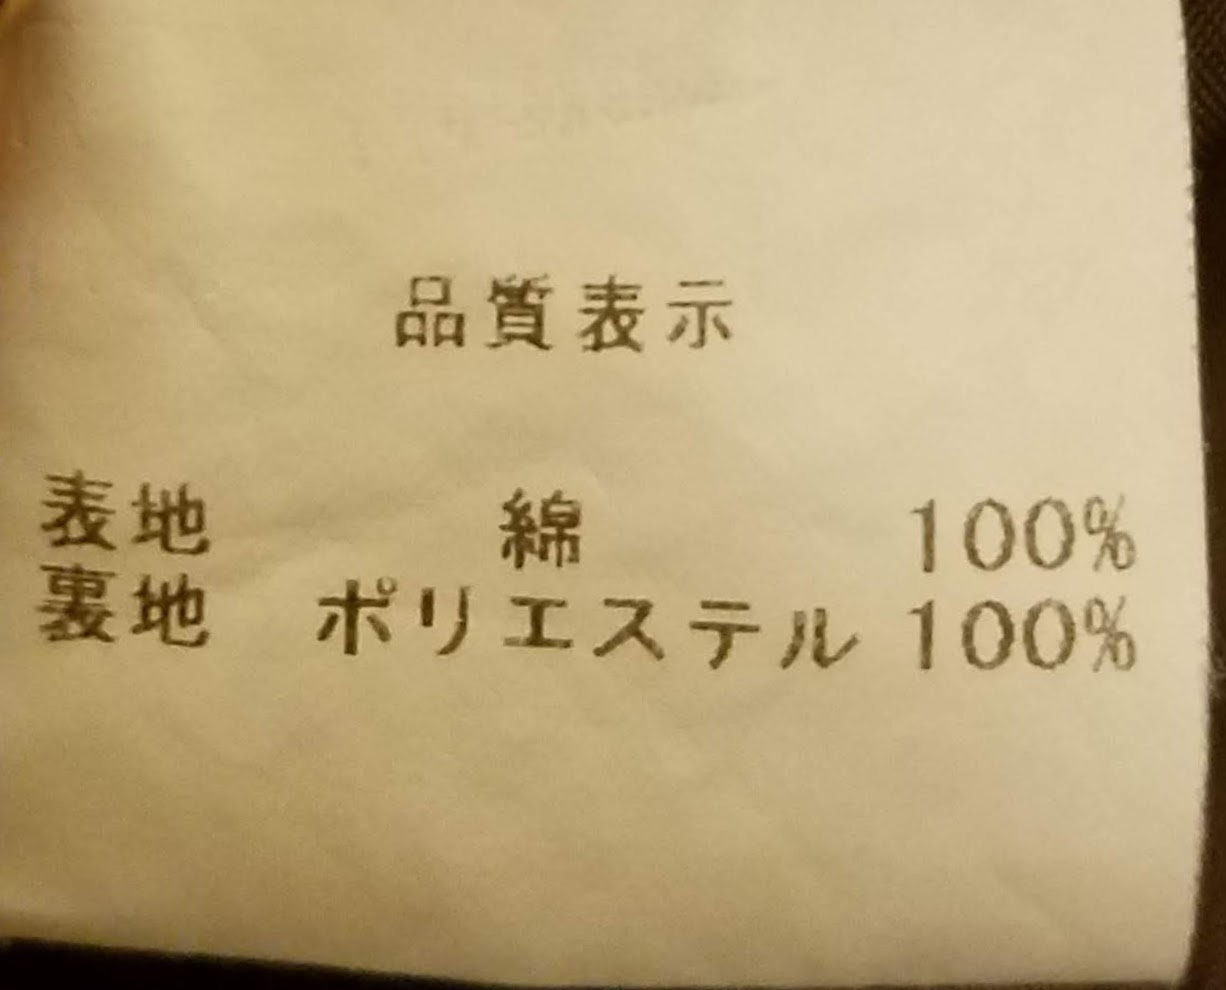 品質表示
表地 綿 100%
裏地 ポリエステル 100%